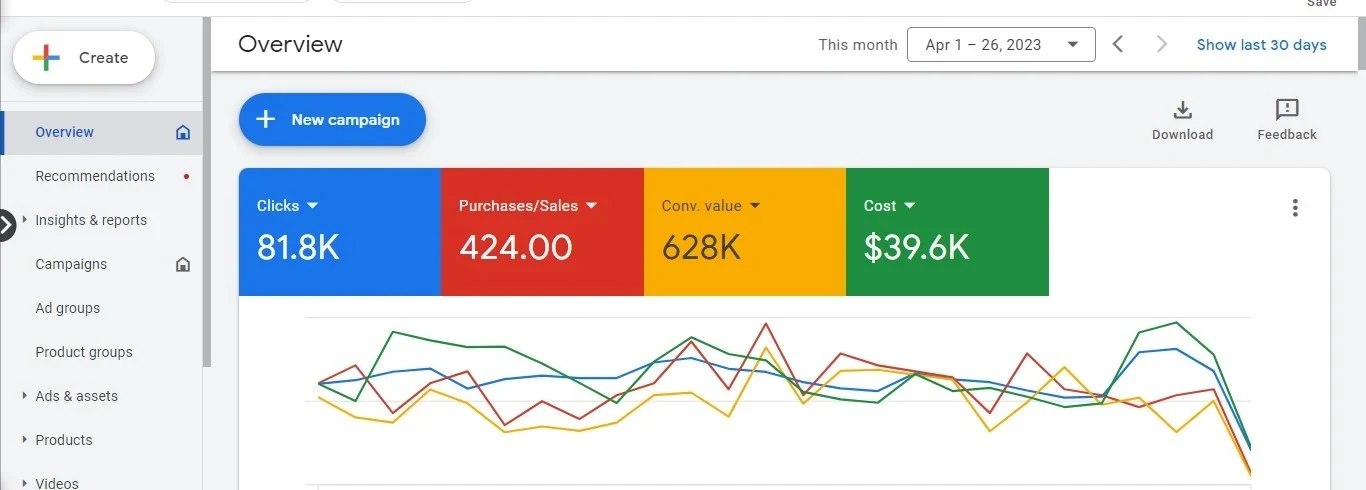 Save
Create
Overview
This month
Apr 1 – 26, 2023
Show last 30 days
Overview
Recommendations
Insights & reports
Campaigns
Ad groups
Product groups
Ads & assets
Products
Videos
New campaign
Download
Feedback
Clicks
81.8K
Purchases/Sales
424.00
Conv. value
628K
Cost
$39.6K